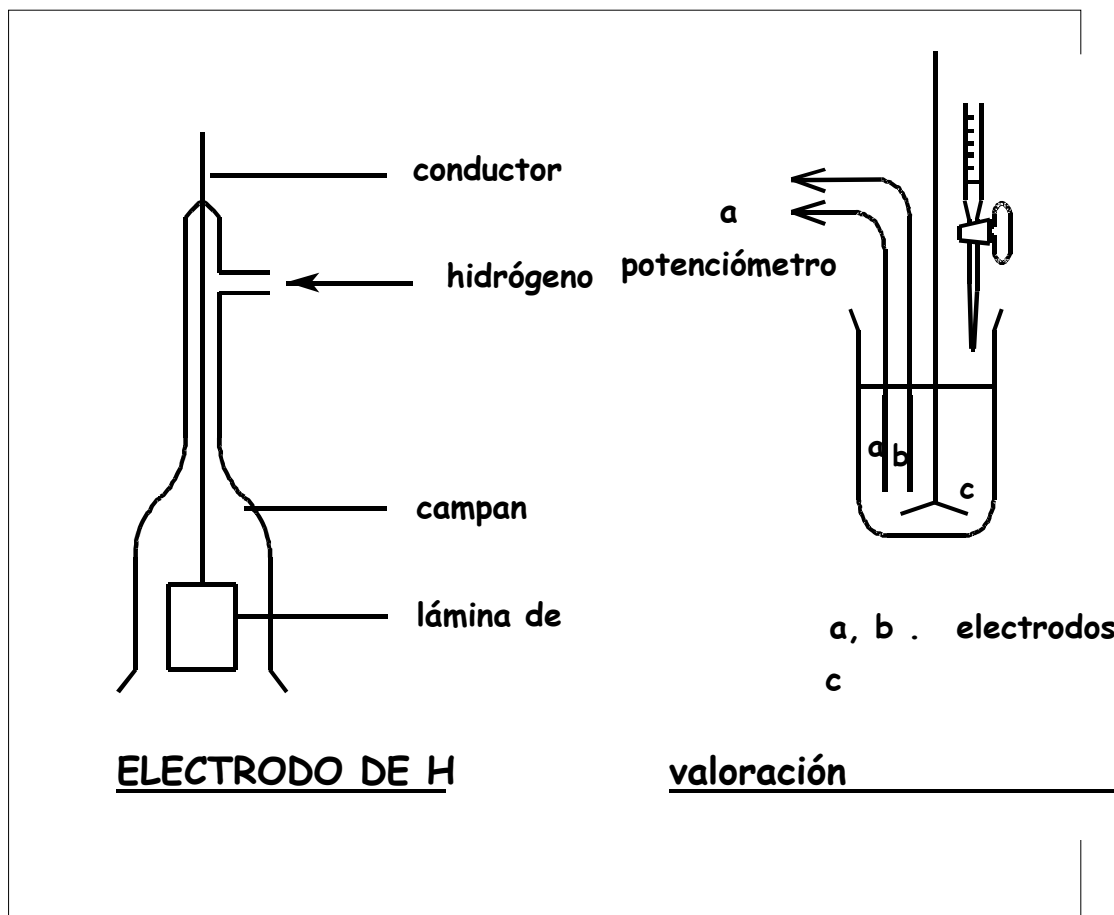 conductor
hidrógeno
campan
lámina de
ELECTRODO DE H
a
potenciómetro
a
b
c
a, b . electrodos
c
valoración